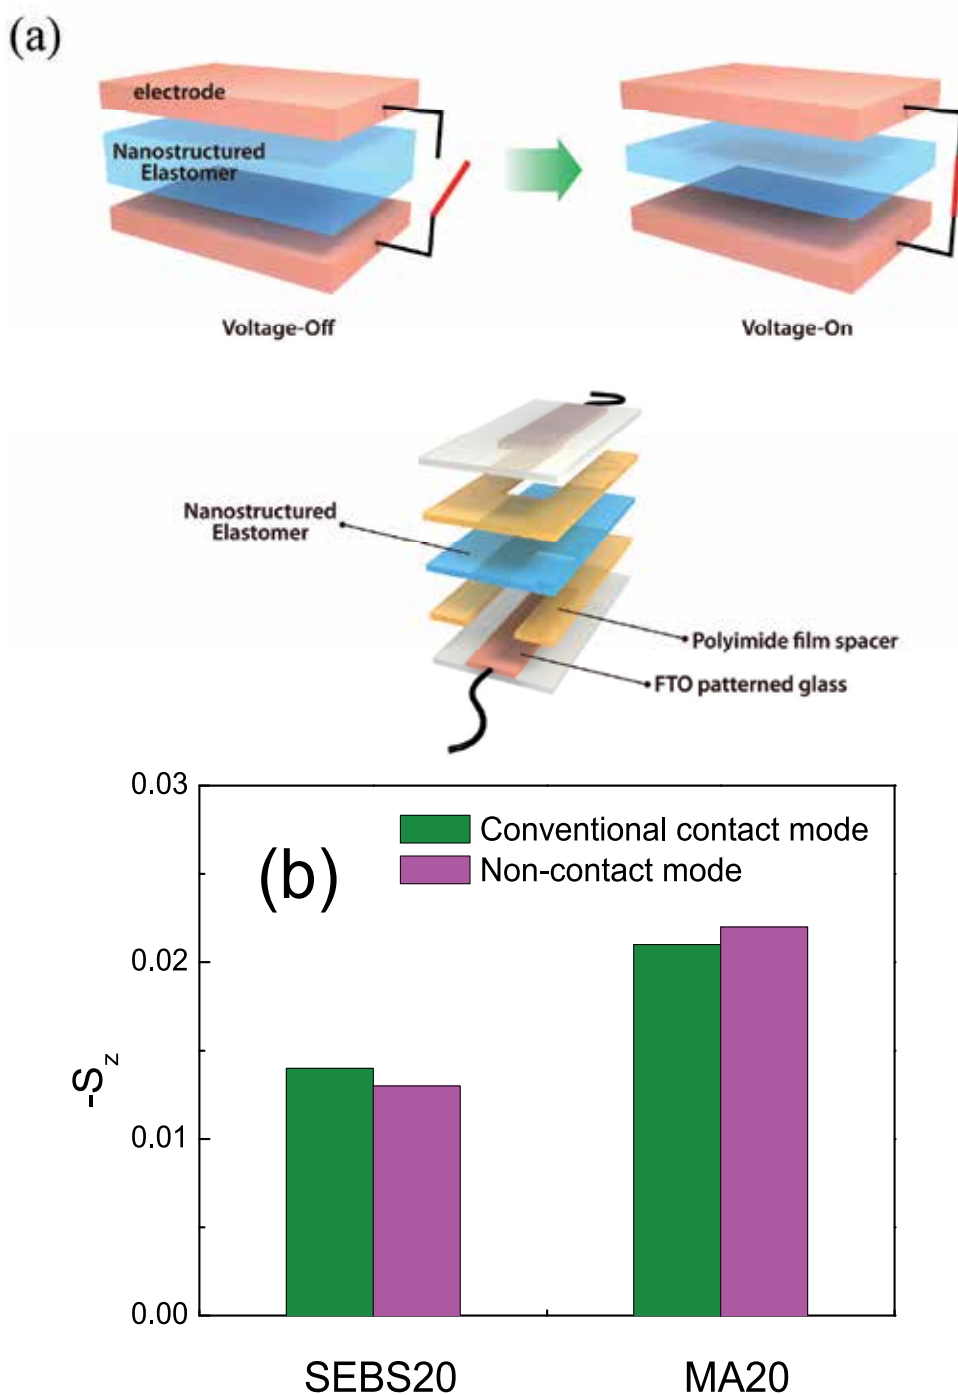 (a)
electrode
Nanostructured
Elastomer
Voltage-Off
Voltage-On
Nanostructured
Elastomer
Polyimide film spacer
FTO patterned glass
0.03
Conventional contact mode
(b)
Non-contact mode
0.02
-Sz
0.01
0.00
SEBS20
MA20